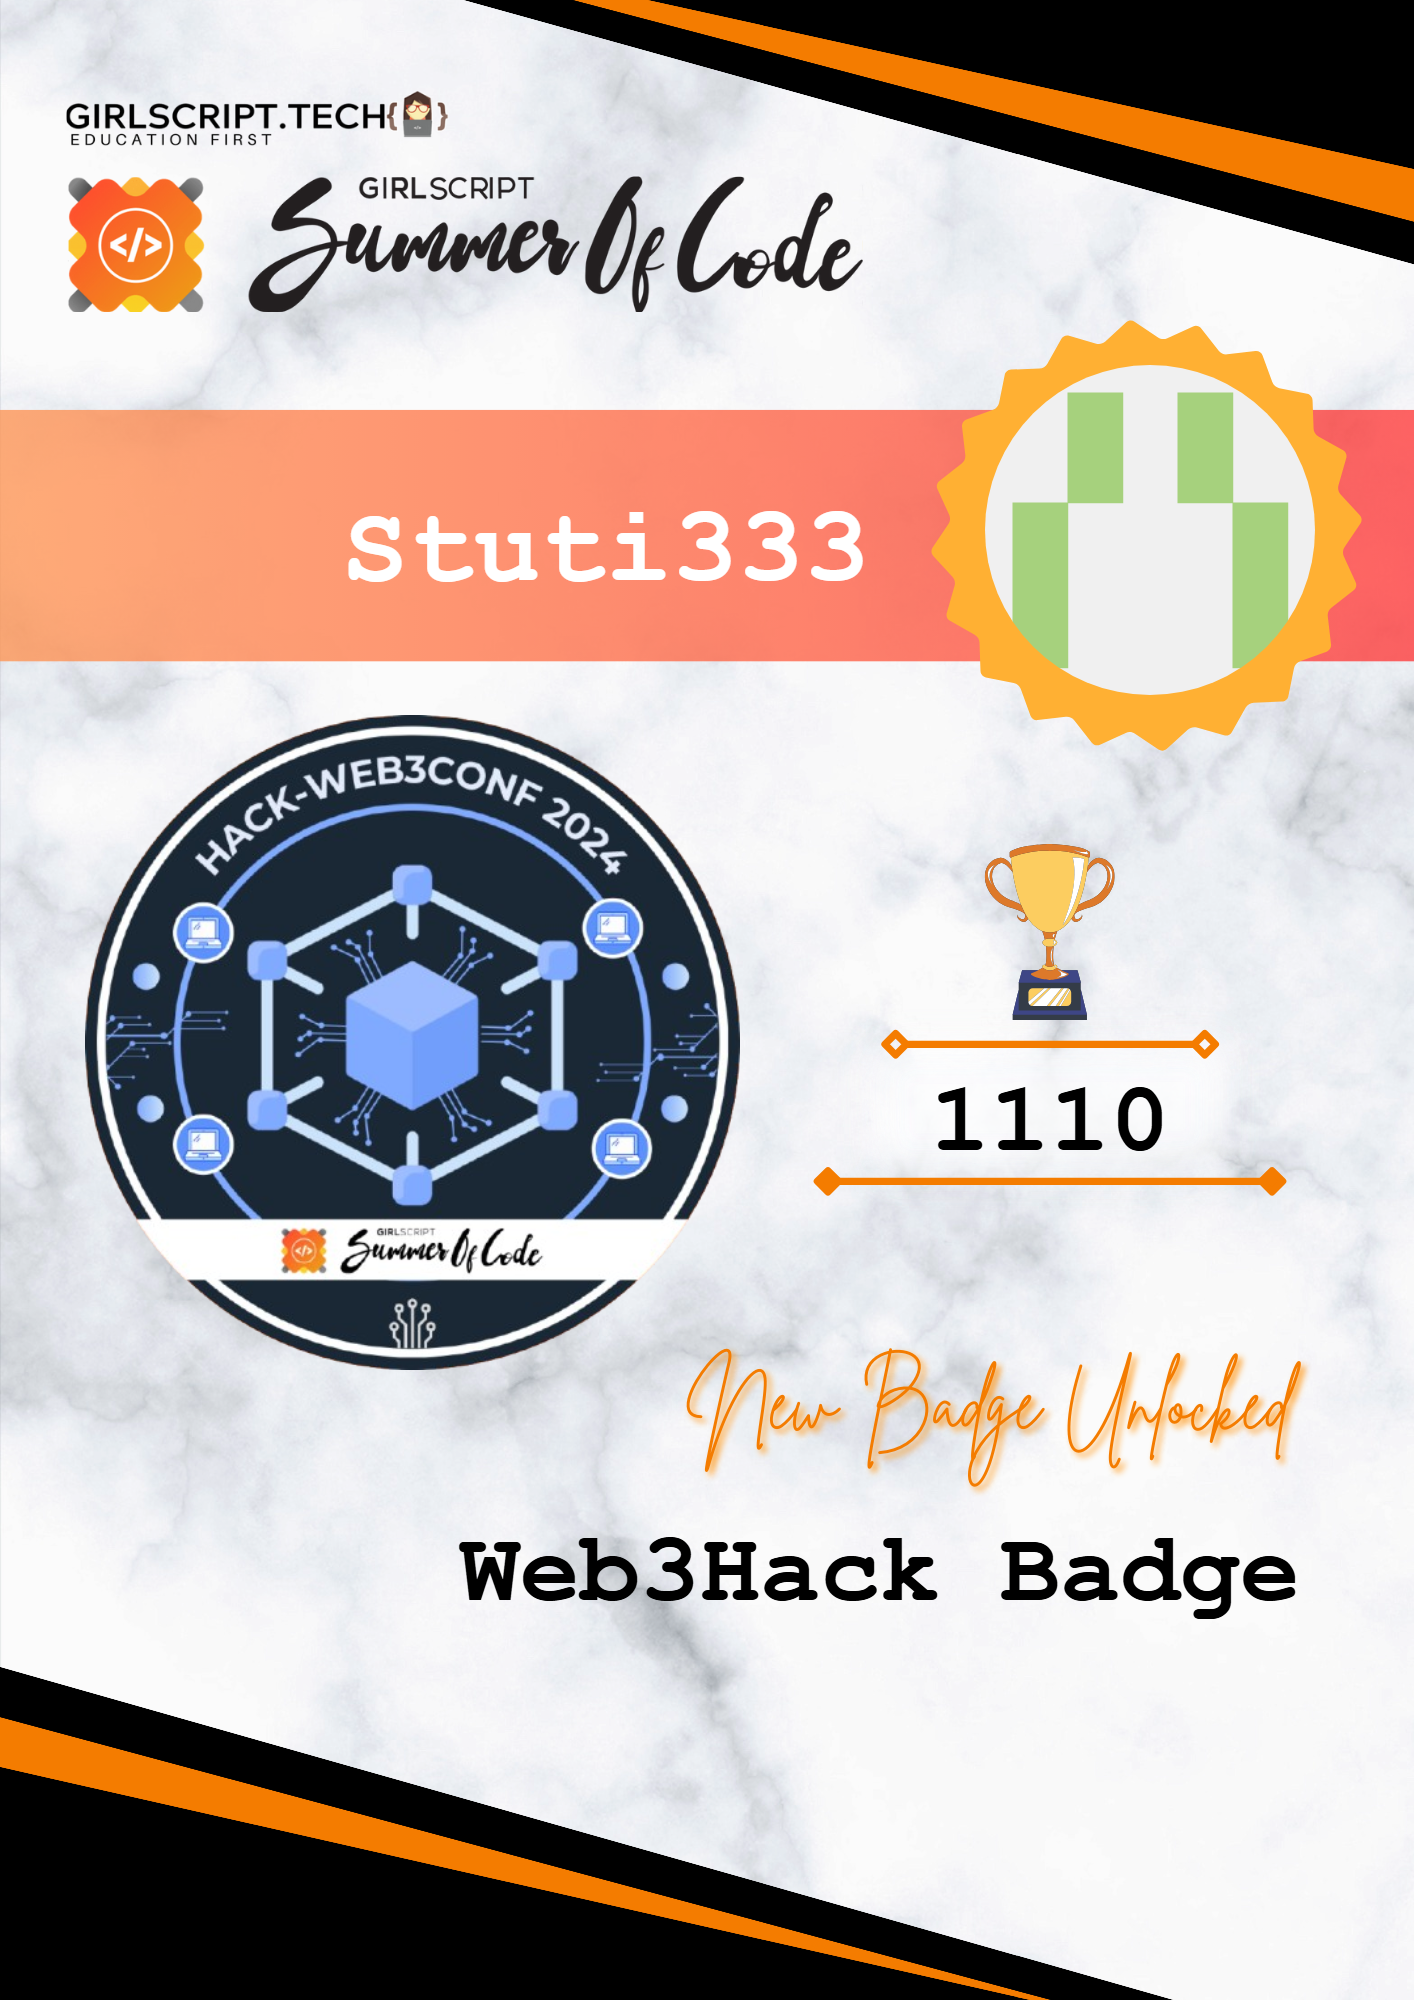 GIRLSCRIPT.TECH{ }
EDUCATION FIRST
</>
GIRLSCRIPT
Summer Of Code
Stuti333
HACK-WEB3CONF 2024
1110
</>
GIRLSCRIPT
Summer Of Code
New Badge Unlocked
Web3Hack Badge